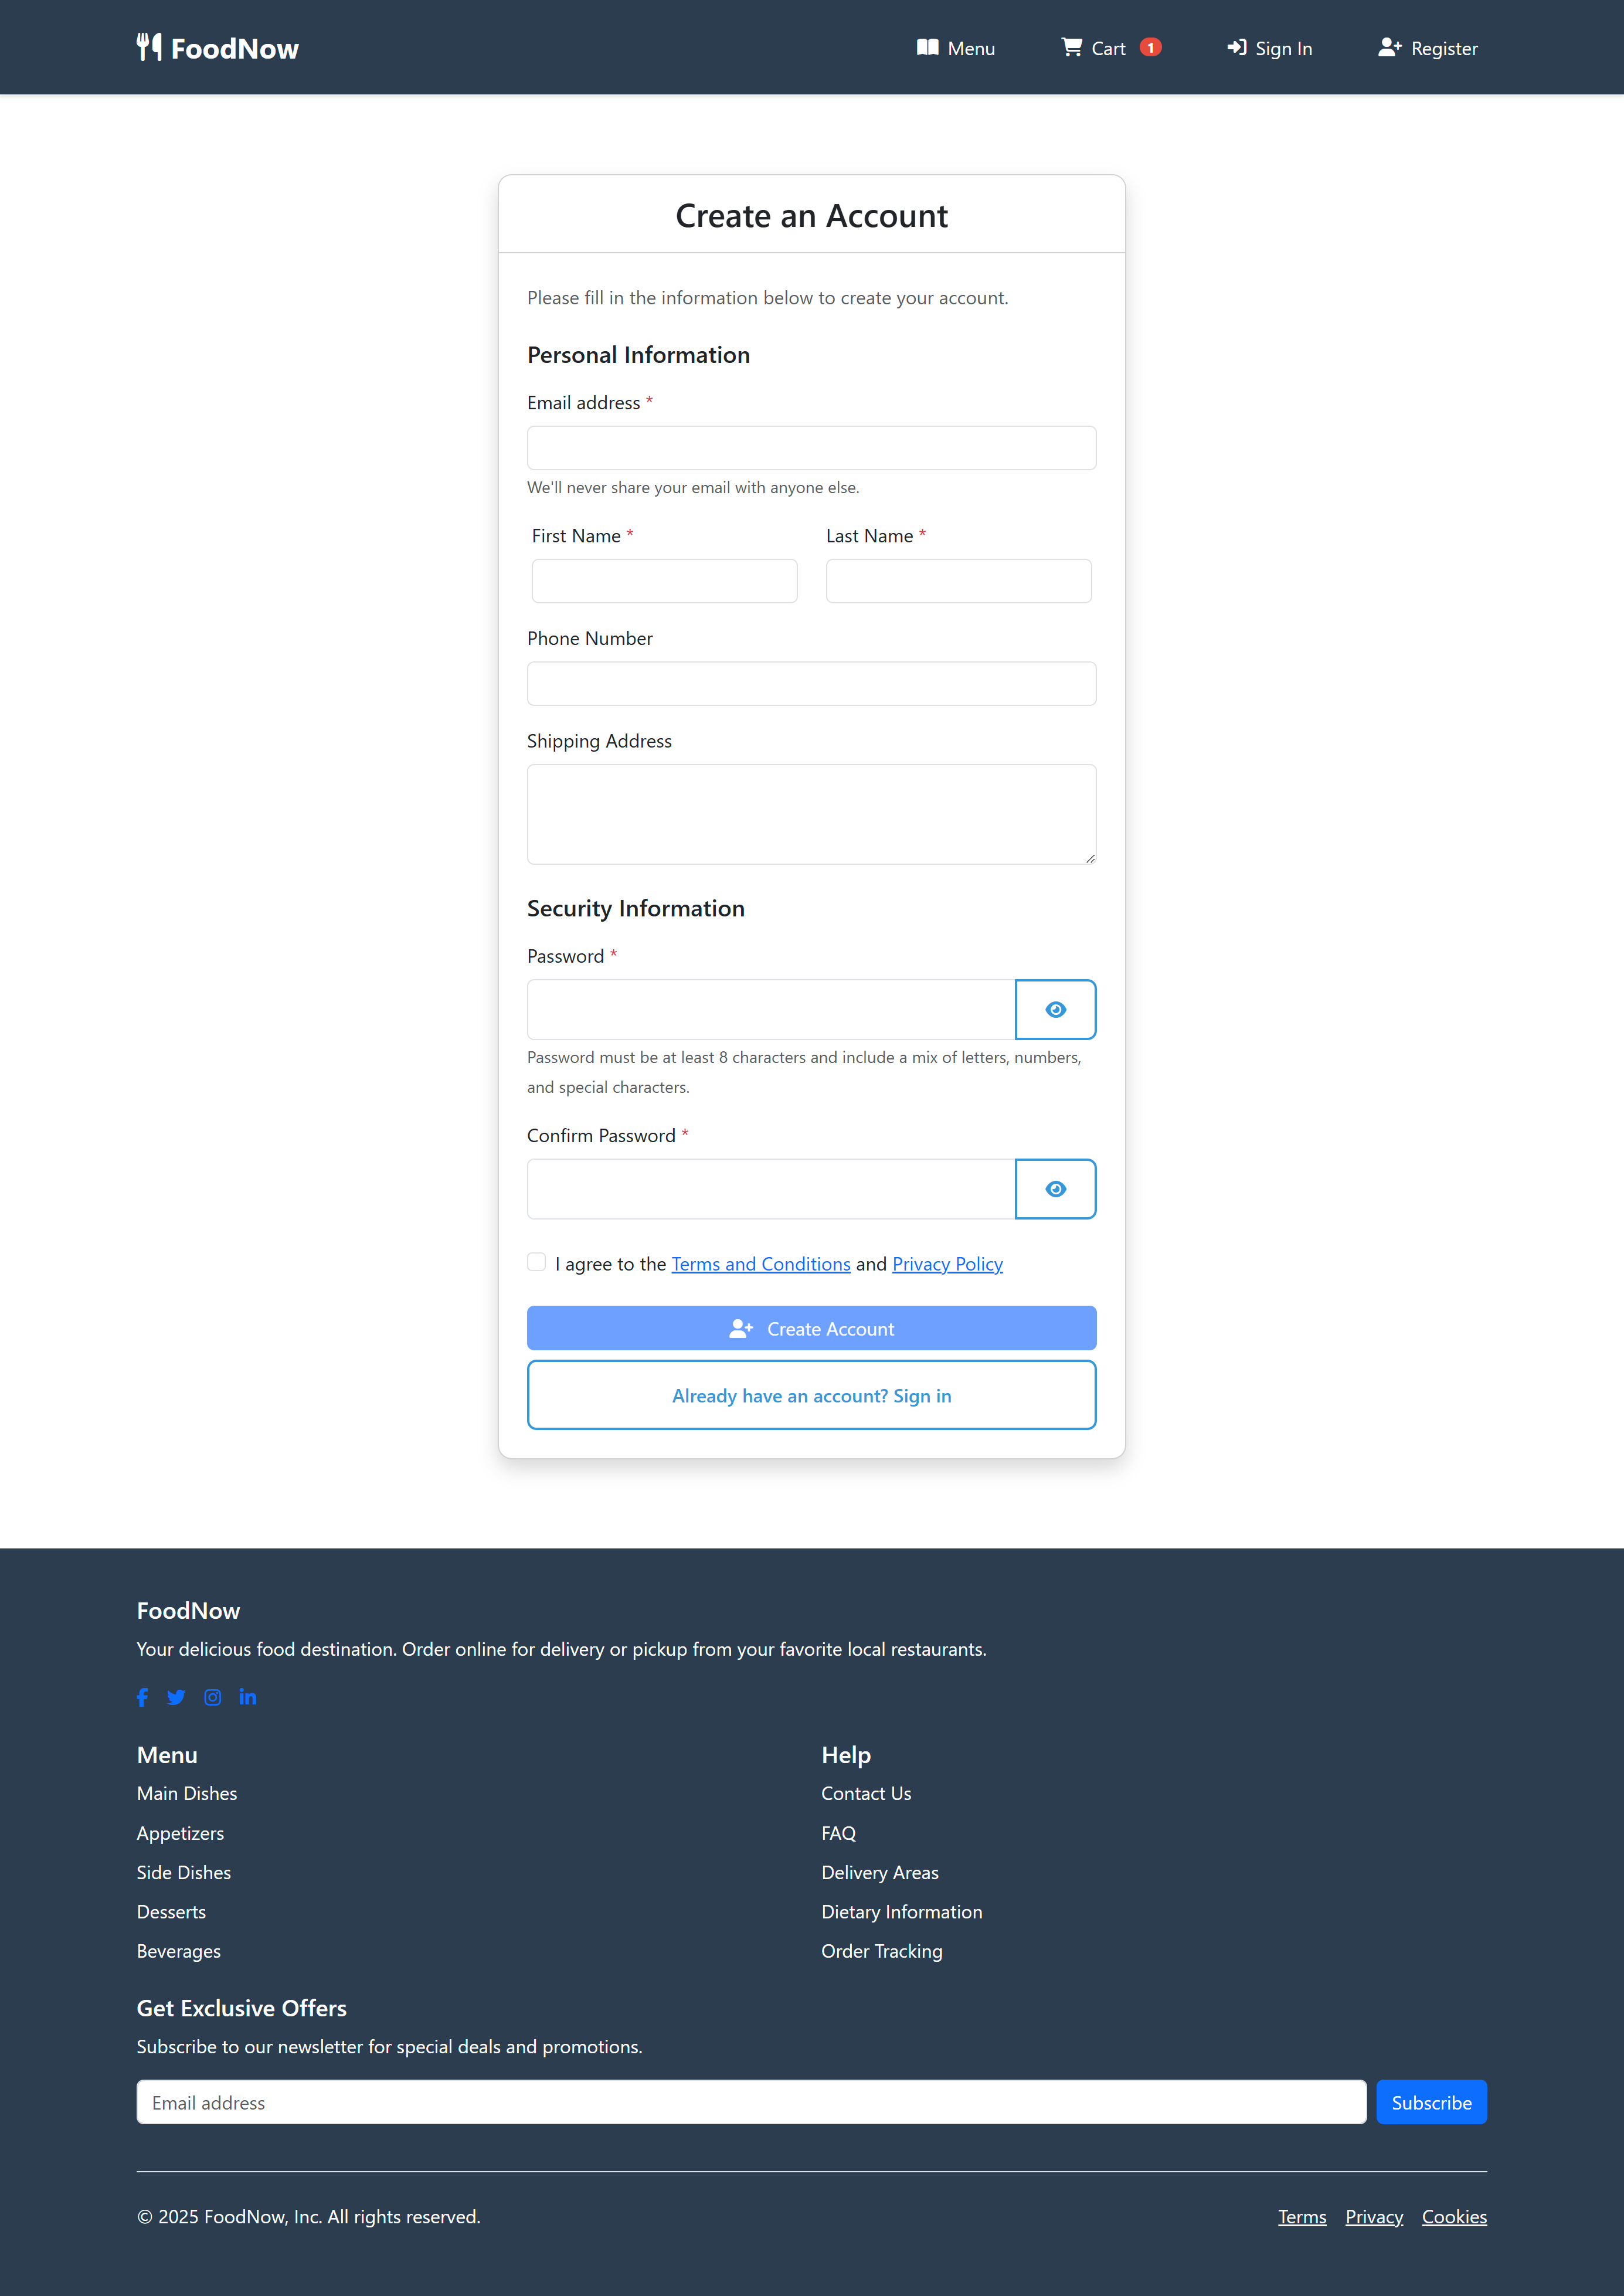 FoodNow
Menu
Cart 1
Sign In
Register
Create an Account
Please fill in the information below to create your account.
Personal Information
Email address *
We'll never share your email with anyone else.
First Name *
Last Name *
Phone Number
Shipping Address
Security Information
Password *
Password must be at least 8 characters and include a mix of letters, numbers,
and special characters.
Confirm Password *
I agree to the Terms and Conditions and Privacy Policy
Create Account
Already have an account? Sign in
FoodNow
Your delicious food destination. Order online for delivery or pickup from your favorite local restaurants.
Menu
Main Dishes
Appetizers
Side Dishes
Desserts
Beverages
Help
Contact Us
FAQ
Delivery Areas
Dietary Information
Order Tracking
Get Exclusive Offers
Subscribe to our newsletter for special deals and promotions.
Email address
Subscribe
© 2025 FoodNow, Inc. All rights reserved.
Terms Privacy Cookies